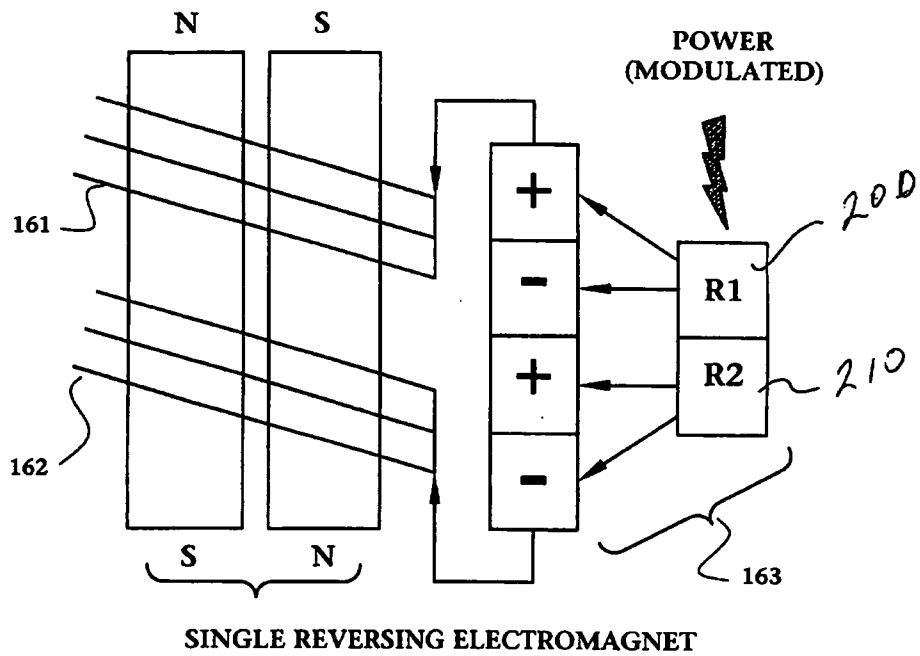 N S
POWER
(MODULATED)
+
200
161
-
R1
+
R2
210
162
-
S N
163
SINGLE REVERSING ELECTROMAGNET